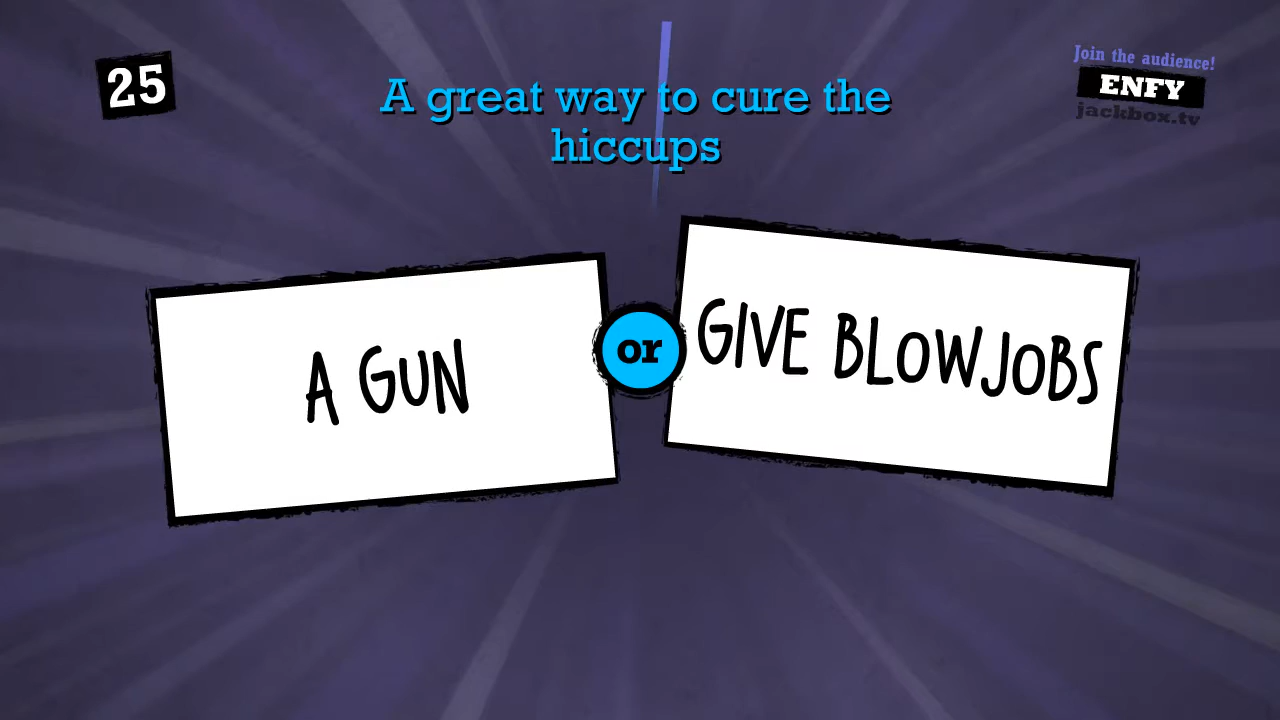 25
A great way to cure the
hiccups
Join the audience!
ENFY
jackbox.tv
A GUN
or
GIVE BLOWJOBS